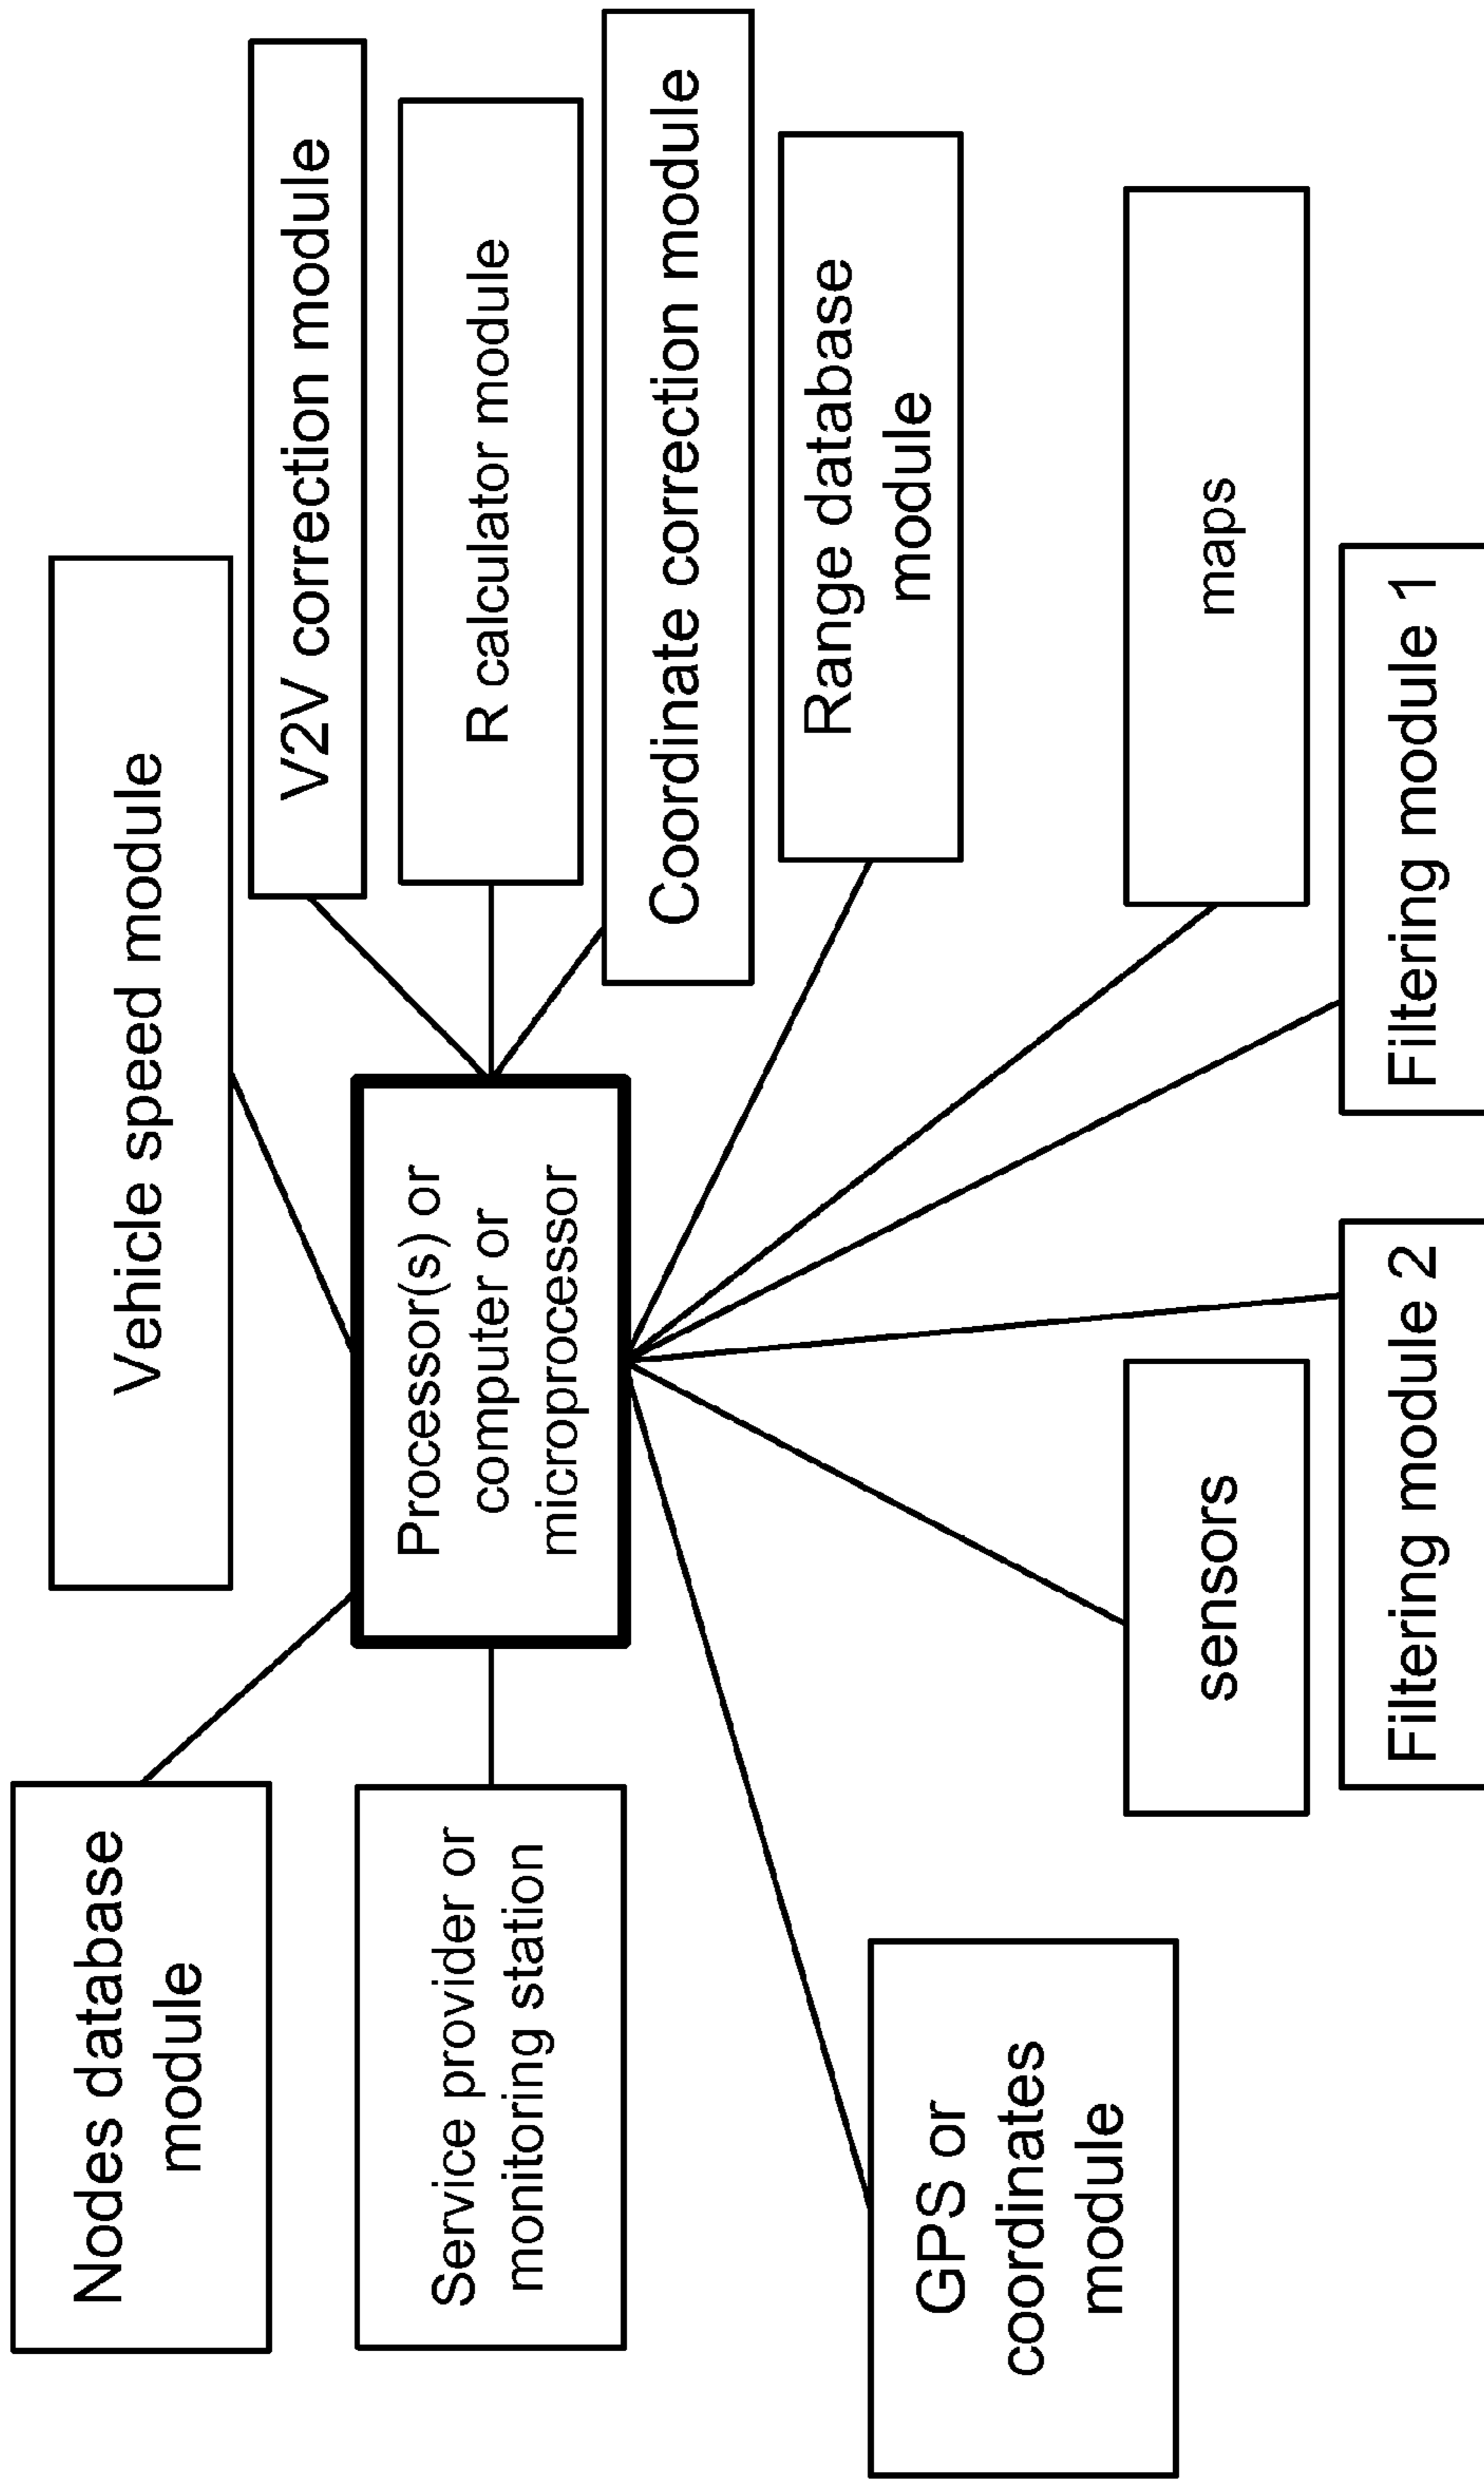 Nodes database
module
Vehicle speed module
V2V correction module
Service provider or
monitoring station
Processor(s) or
computer or
microprocessor
R calculator module
Coordinate correction module
Range database
module
GPS or
coordinates
module
sensors
maps
Filtering module 2
Filtering module 1